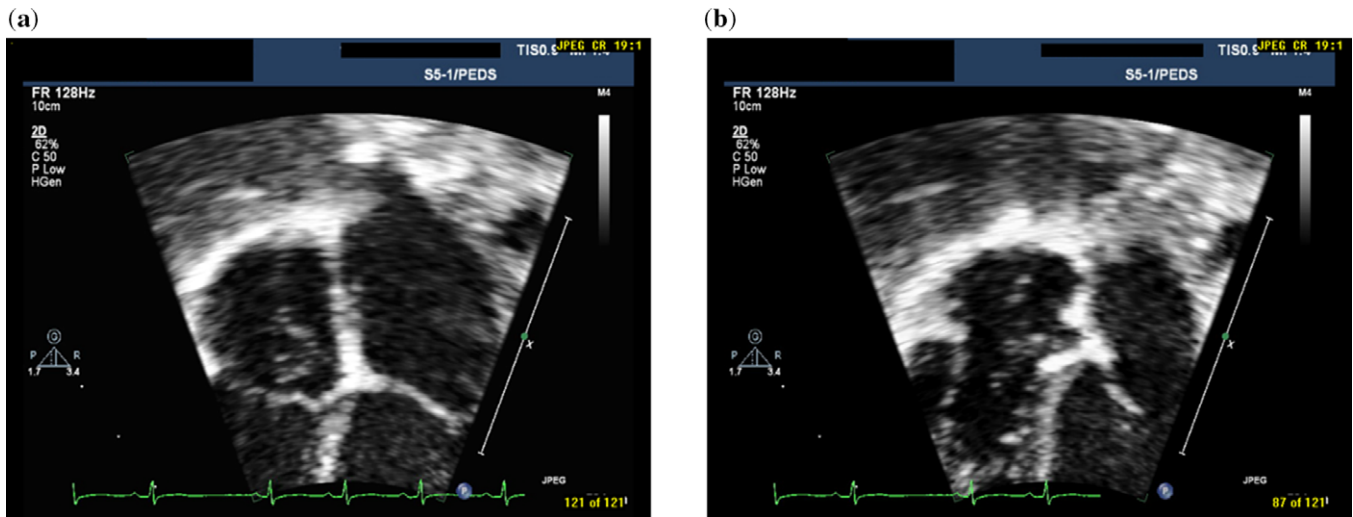 (a)
JPEG CR 19:1
TIS0.9
S5-1/PEDS
FR 128Hz
10cm
M4
2D
62%
C 50
P Low
HGen
P R
1.7 3.4
x
JPEG
P
121 of 121
(b)
JPEG CR 19:1
TIS0.9
S5-1/PEDS
FR 128Hz
10cm
M4
2D
62%
C 50
P Low
HGen
P R
1.7 3.4
x
JPEG
P
87 of 121